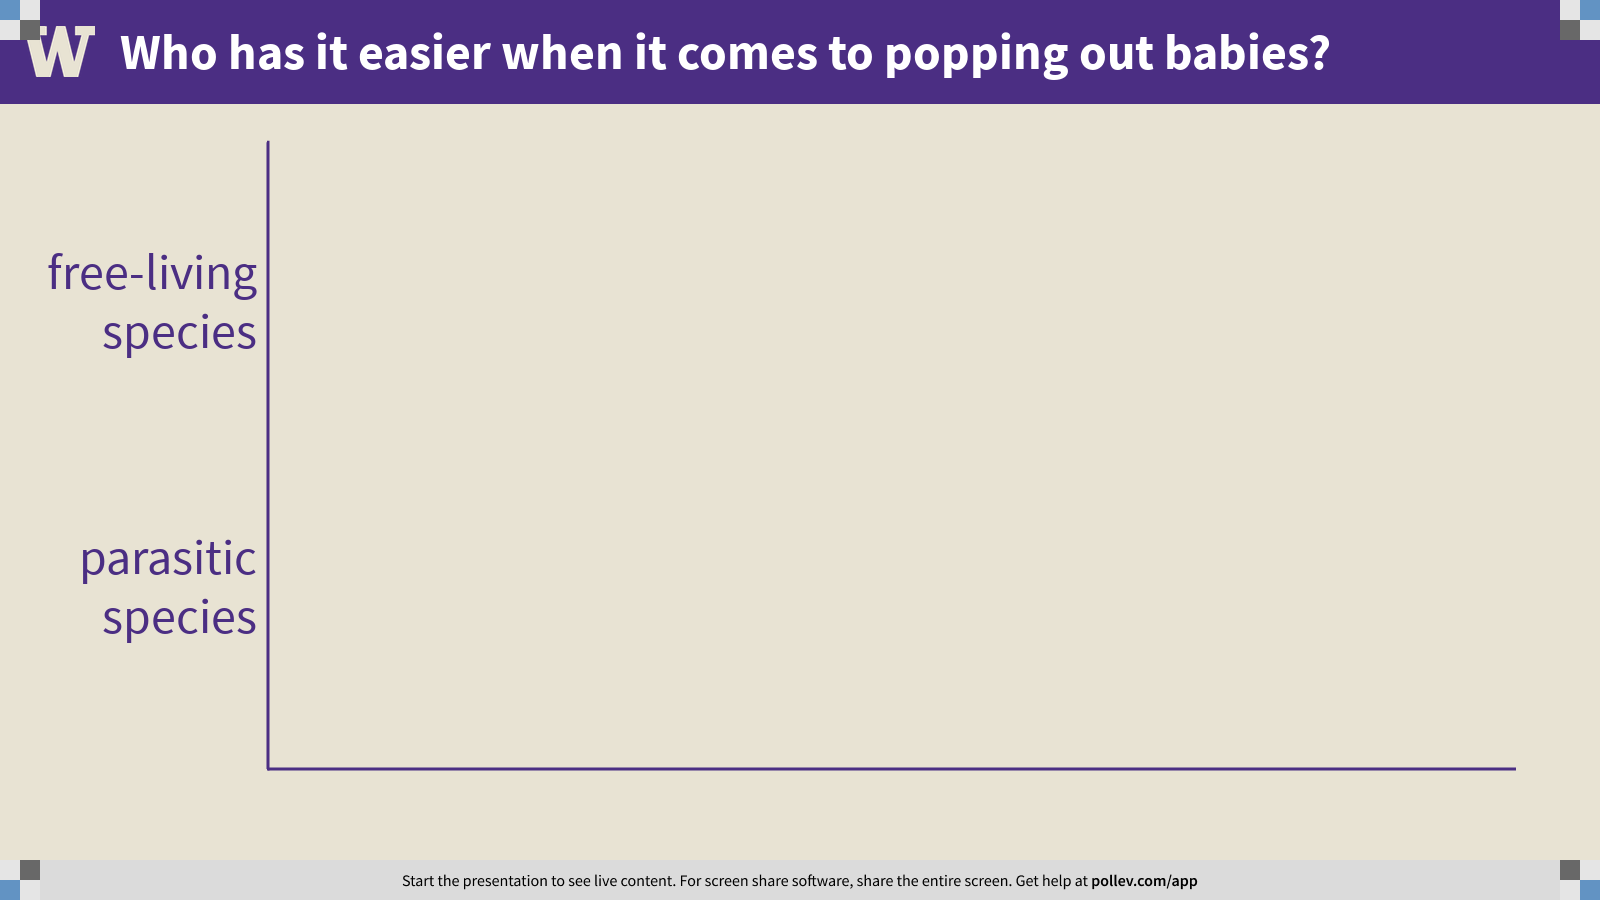 W Who has it easier when it comes to popping out babies?
free-living
species
parasitic
species
Start the presentation to see live content. For screen share software, share the entire screen. Get help at pollev.com/app